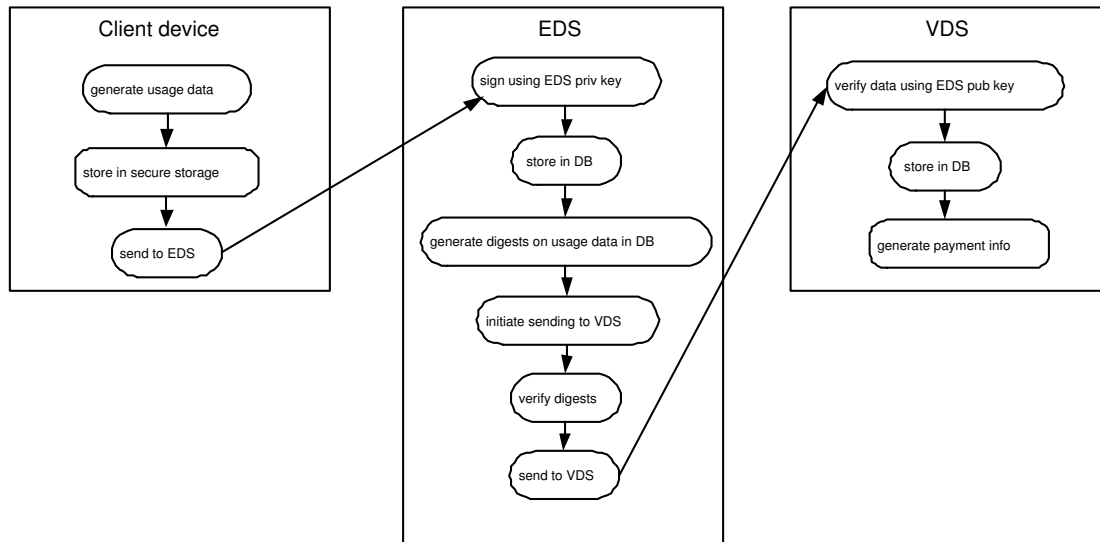 Client device
generate usage data
store in secure storage
send to EDS
EDS
sign using EDS priv key
store in DB
generate digests on usage data in DB
initiate sending to VDS
verify digests
send to VDS
VDS
verify data using EDS pub key
store in DB
generate payment info